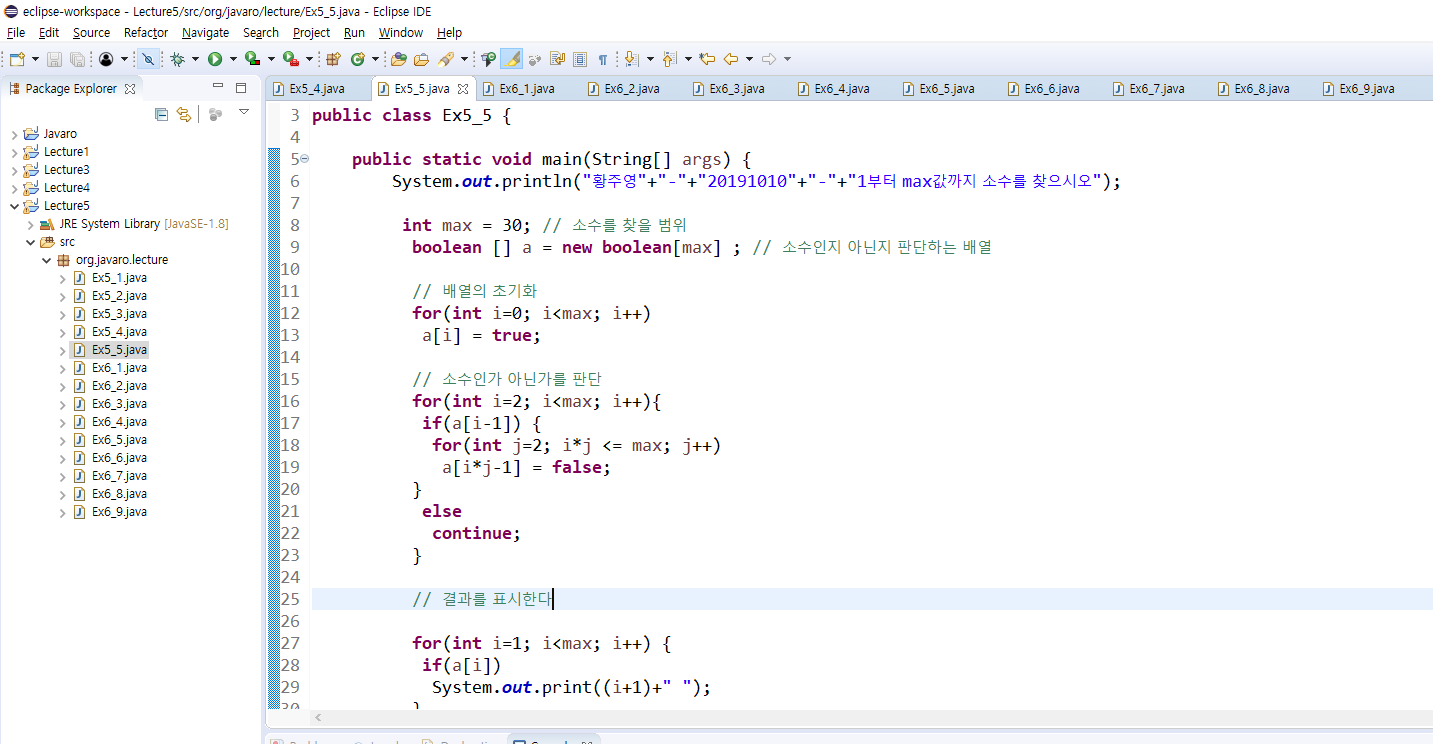 eclipse-workspace - Lecture5/src/org/javaro/lecture/Ex5_5.java - Eclipse IDE
File Edit Source Refactor Navigate Search Project Run Window Help
Package Explorer
Javaro
Lecture1
Lecture3
Lecture4
Lecture5
JRE System Library [JavaSE-1.8]
src
org.javaro.lecture
Ex5_1.java
Ex5_2.java
Ex5_3.java
Ex5_4.java
Ex5_5.java
Ex6_1.java
Ex6_2.java
Ex6_3.java
Ex6_4.java
Ex6_5.java
Ex6_6.java
Ex6_7.java
Ex6_8.java
Ex6_9.java
Ex5_4.java Ex5_5.java Ex6_1.java Ex6_2.java Ex6_3.java Ex6_4.java Ex6_5.java Ex6_6.java Ex6_7.java Ex6_8.java Ex6_9.java
3 public class Ex5_5 {
4
5 public static void main(String[] args) {
6 System.out.println("황주영"+"-"+"20191010"+"-"+"1부터 max값까지 소수를 찾으시오");
7
8 int max = 30; // 소수를 찾을 범위
9 boolean [] a = new boolean[max] ; // 소수인지 아닌지 판단하는 배열
10
11 // 배열의 초기화
12 for(int i=0; i<max; i++)
13 a[i] = true;
14
15 // 소수인가 아닌가를 판단
16 for(int i=2; i<max; i++){
17 if(a[i-1]) {
18 for(int j=2; i*j <= max; j++)
19 a[i*j-1] = false;
20 }
21 else
22 continue;
23 }
24
25 // 결과를 표시한다
26
27 for(int i=1; i<max; i++) {
28 if(a[i])
29 System.out.print((i+1)+" ");
30 }